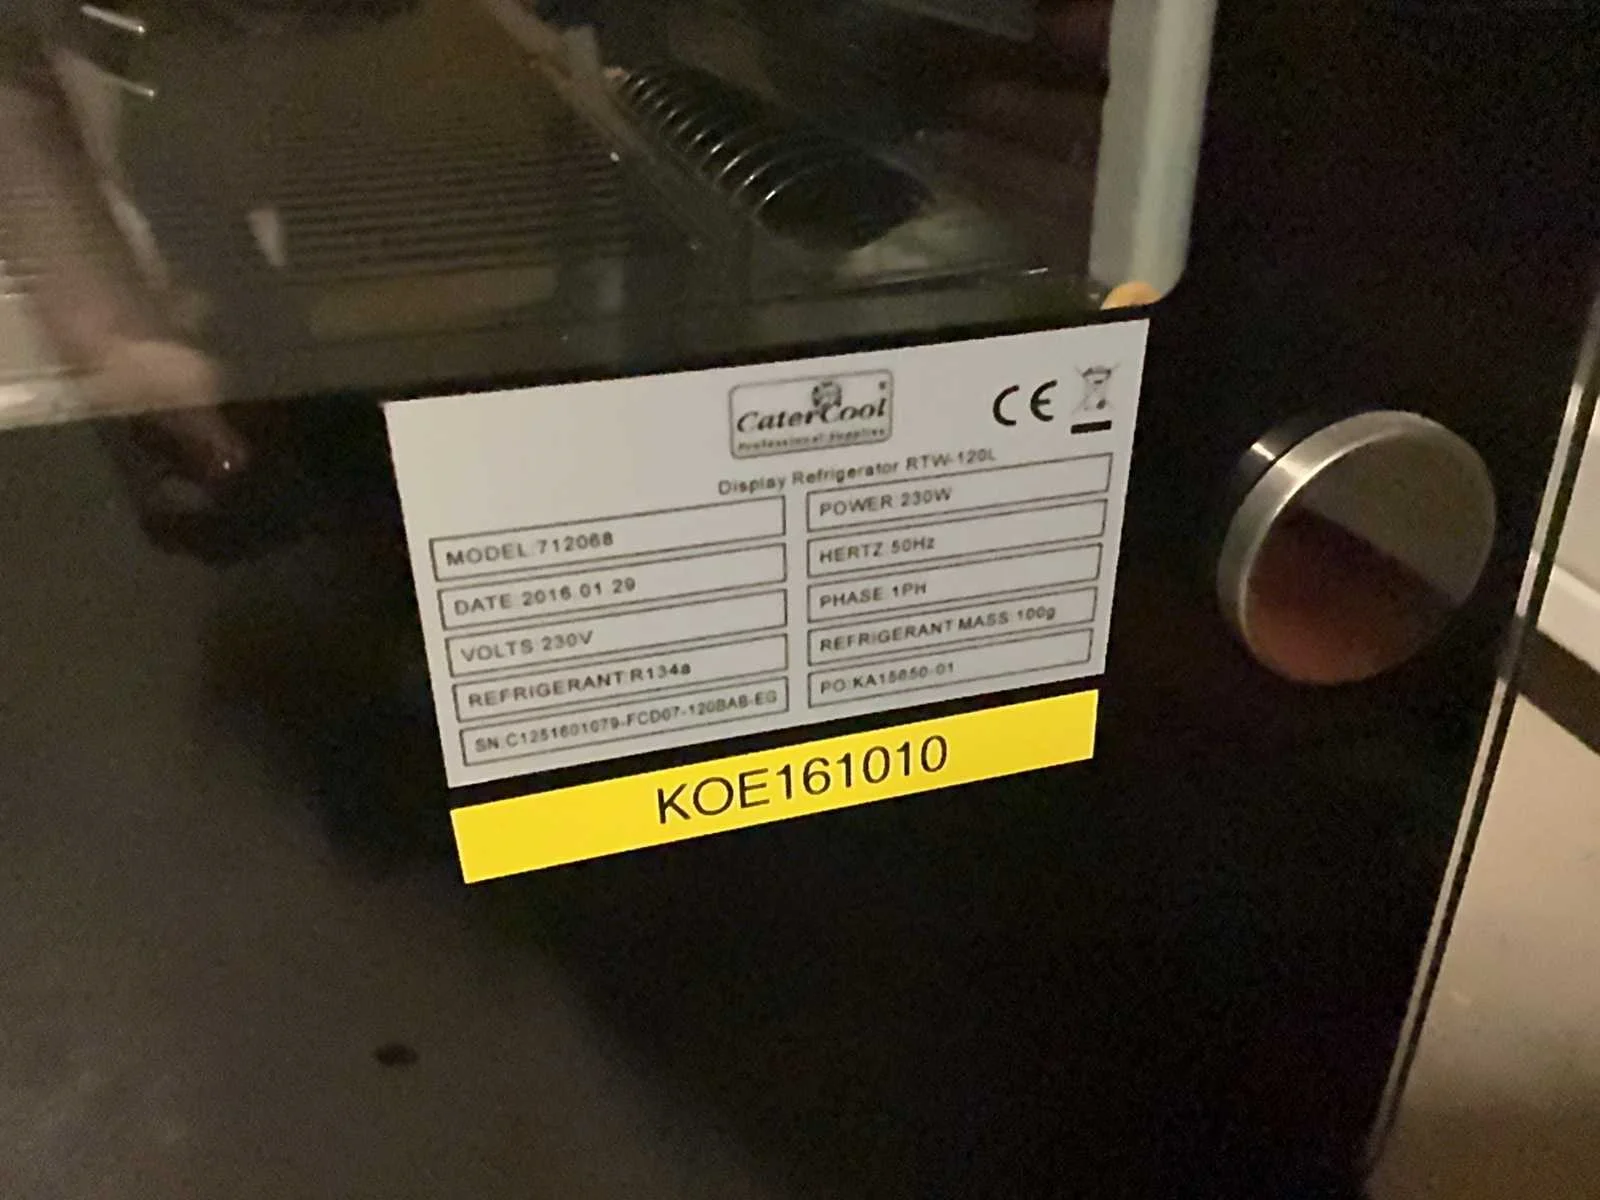 CaterCool
Professional Supplies
CE
Display Refrigerator RTW-120L
MODEL:712068
POWER:230W
DATE:2016.01.29
HERTZ:50Hz
VOLTS:230V
PHASE:1PH
REFRIGERANT:R134a
REFRIGERANT MASS:100g
SN:C1251601079-FCD07-120BAB-EG
PO:KA15650-01
KOE161010